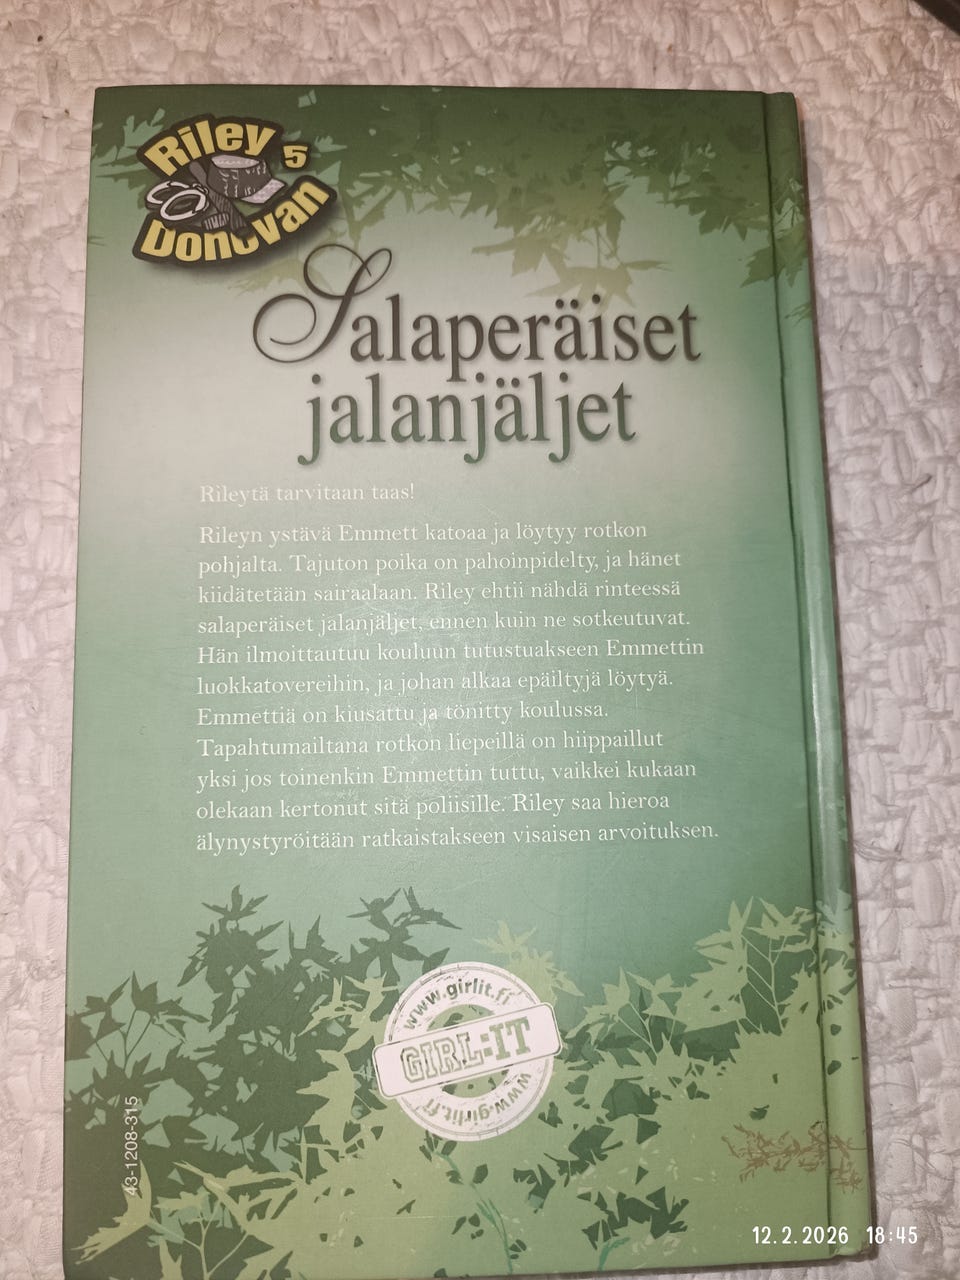 Riley 5
Donovan
Salaperäiset
jalanjäljet
Rileytä tarvitaan taas!
Rileyn ystävä Emmett katoaa ja löytyy rotkon
pohjalta. Tajuton poika on pahoinpidelty, ja hänet
kiidätetään sairaalaan. Riley ehtii nähdä rinteessä
salaperäiset jalanjäljet, ennen kuin ne sotkeutuvat.
Hän ilmoittautuu kouluun tutustuakseen Emmettin
luokkatovereihin, ja johan alkaa epäiltyjä löytyä.
Emmettiä on kiusattu ja tönitty koulussa.
Tapahtumailtana rotkon liepeillä on hiippaillut
yksi jos toinenkin Emmettin tuttu, vaikkei kukaan
olekaan kertonut sitä poliisille. Riley saa hieroa
älynystyröitään ratkaistakseen visaisen arvoituksen.
www.girlit.fi
GIRL:IT
www.girlit.fi
43-1208-315
12.2.2026 18:45